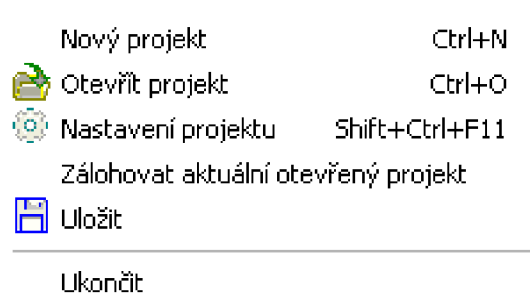 Nový projekt Ctrl+N
Otevřít projekt Ctrl+O
Nastavení projektu Shift+Ctrl+F11
Zálohovat aktuální otevřený projekt
Uložit
Ukončit